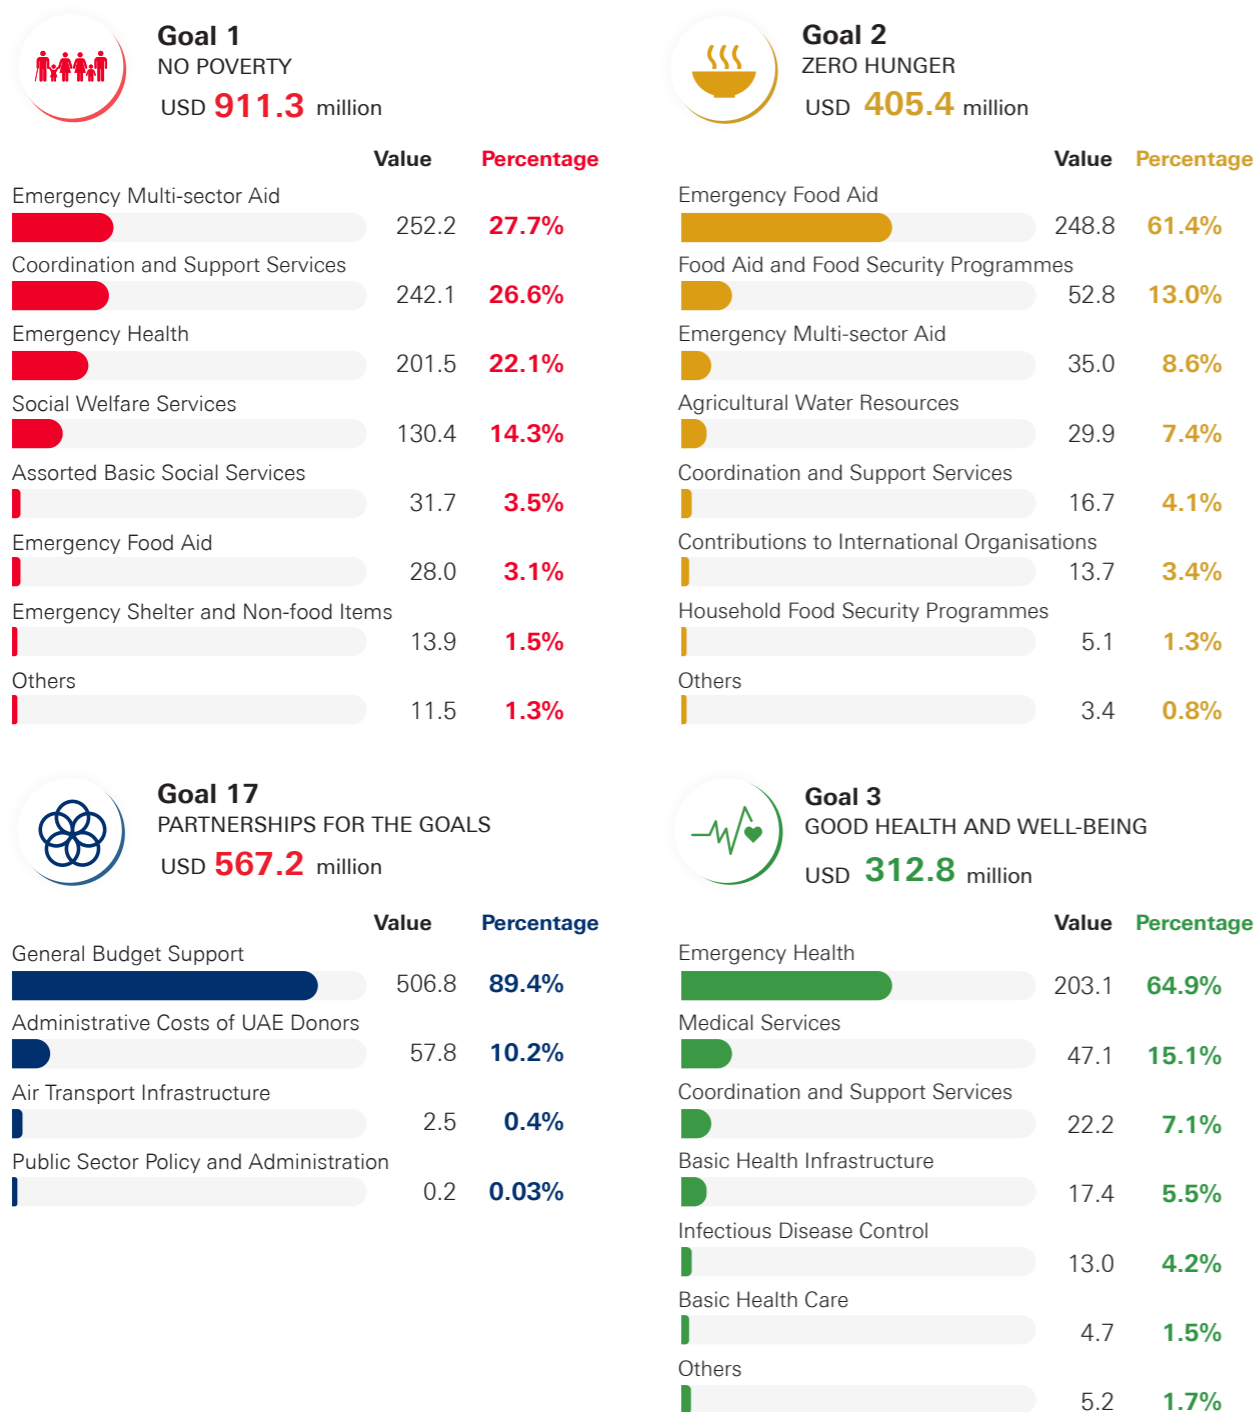 Goal 1
NO POVERTY
USD 911.3 million
Value Percentage
Emergency Multi-sector Aid
252.2 27.7%
Coordination and Support Services
242.1 26.6%
Emergency Health
201.5 22.1%
Social Welfare Services
130.4 14.3%
Assorted Basic Social Services
31.7 3.5%
Emergency Food Aid
28.0 3.1%
Emergency Shelter and Non-food Items
13.9 1.5%
Others
11.5 1.3%
Goal 2
ZERO HUNGER
USD 405.4 million
Value Percentage
Emergency Food Aid
248.8 61.4%
Food Aid and Food Security Programmes
52.8 13.0%
Emergency Multi-sector Aid
35.0 8.6%
Agricultural Water Resources
29.9 7.4%
Coordination and Support Services
16.7 4.1%
Contributions to International Organisations
13.7 3.4%
Household Food Security Programmes
5.1 1.3%
Others
3.4 0.8%
Goal 17
PARTNERSHIPS FOR THE GOALS
USD 567.2 million
Value Percentage
General Budget Support
506.8 89.4%
Administrative Costs of UAE Donors
57.8 10.2%
Air Transport Infrastructure
2.5 0.4%
Public Sector Policy and Administration
0.2 0.03%
Goal 3
GOOD HEALTH AND WELL-BEING
USD 312.8 million
Value Percentage
Emergency Health
203.1 64.9%
Medical Services
47.1 15.1%
Coordination and Support Services
22.2 7.1%
Basic Health Infrastructure
17.4 5.5%
Infectious Disease Control
13.0 4.2%
Basic Health Care
4.7 1.5%
Others
5.2 1.7%